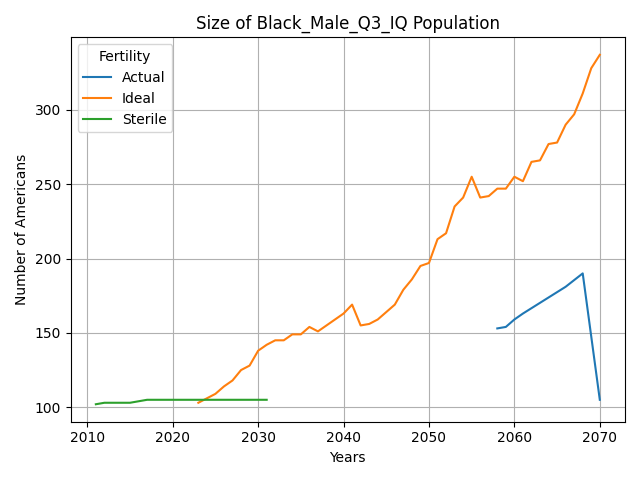 Size of Black_Male_Q3_IQ Population
Fertility
Actual
Ideal
Sterile
Number of Americans
300
250
200
150
100
2010
2020
2030
2040
2050
2060
2070
Years